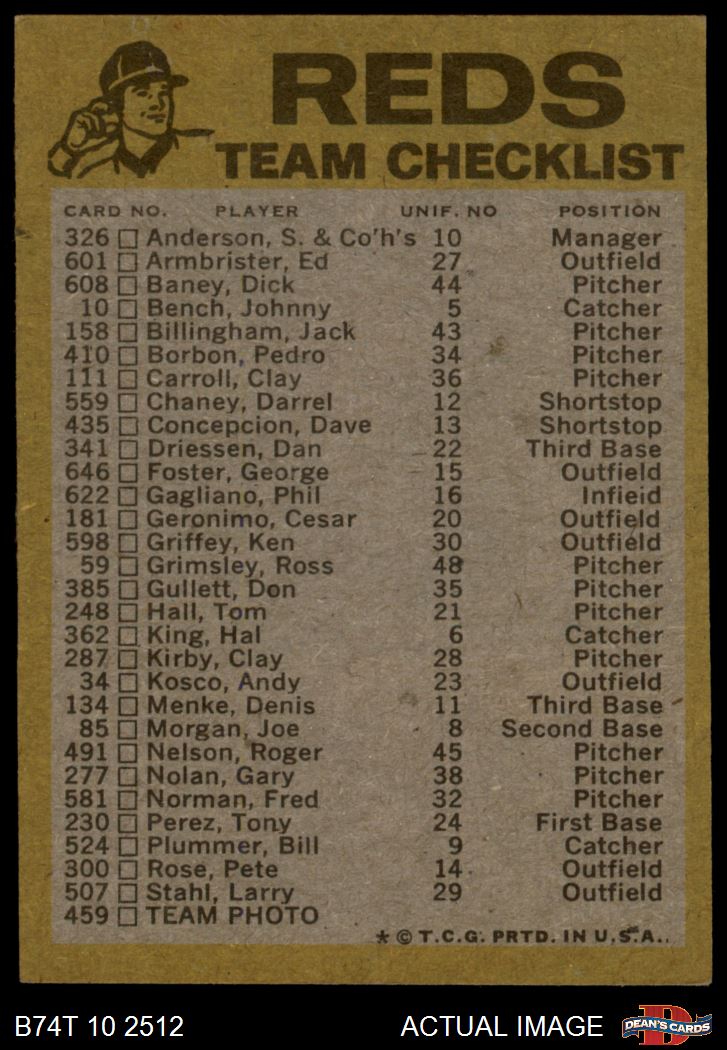 REDS
TEAM CHECKLIST
CARD NO. PLAYER UNIF. NO POSITION
326 Anderson, S. & Co'h's 10 Manager
601 Armbrister, Ed 27 Outfield
608 Baney, Dick 44 Pitcher
10 Bench, Johnny 5 Catcher
158 Billingham, Jack 43 Pitcher
410 Borbon, Pedro 34 Pitcher
111 Carroll, Clay 36 Pitcher
559 Chaney, Darrel 12 Shortstop
435 Concepcion, Dave 13 Shortstop
341 Driessen, Dan 22 Third Base
646 Foster, George 15 Outfield
622 Gagliano, Phil 16 Infieid
181 Geronimo, Cesar 20 Outfield
598 Griffey, Ken 30 Outfield
59 Grimsley, Ross 48 Pitcher
385 Gullett, Don 35 Pitcher
248 Hall, Tom 21 Pitcher
362 King, Hal 6 Catcher
287 Kirby, Clay 28 Pitcher
34 Kosco, Andy 23 Outfield
134 Menke, Denis 11 Third Base
85 Morgan, Joe 8 Second Base
491 Nelson, Roger 45 Pitcher
277 Nolan, Gary 38 Pitcher
581 Norman, Fred 32 Pitcher
230 Perez, Tony 24 First Base
524 Plummer, Bill 9 Catcher
300 Rose, Pete 14 Outfield
507 Stahl, Larry 29 Outfield
459 TEAM PHOTO
* © T.C.G. PRTD. IN U.S.A.
B74T 10 2512 ACTUAL IMAGE D DEAN'S CARDS